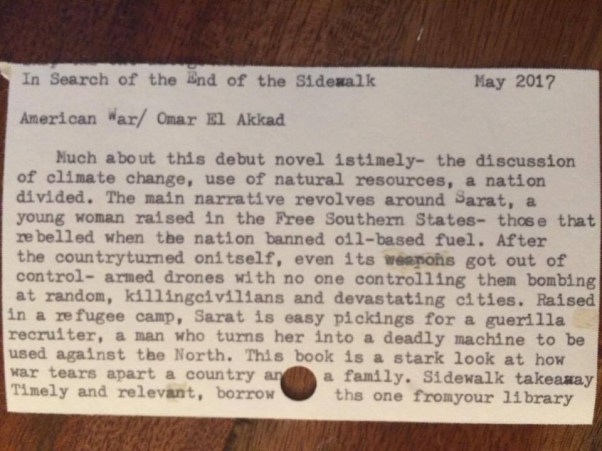 In Search of the End of the Sidewalk May 2017
American War/ Omar El Akkad
Much about this debut novel istimely- the discussion
of climate change, use of natural resources, a nation
divided. The main narrative revolves around Sarat, a
young woman raised in the Free Southern States- those that
rebelled when the nation banned oil-based fuel. After
the countryturned onitself, even its weapons got out of
control- armed drones with no one controlling them bombing
at random, killingcivilians and devastating cities. Raised
in a refugee camp, Sarat is easy pickings for a guerilla
recruiter, a man who turns her into a deadly machine to be
used against the North. This book is a stark look at how
war tears apart a country an a family. Sidewalk takeaway
Timely and relevant, borrow ths one fromyour library